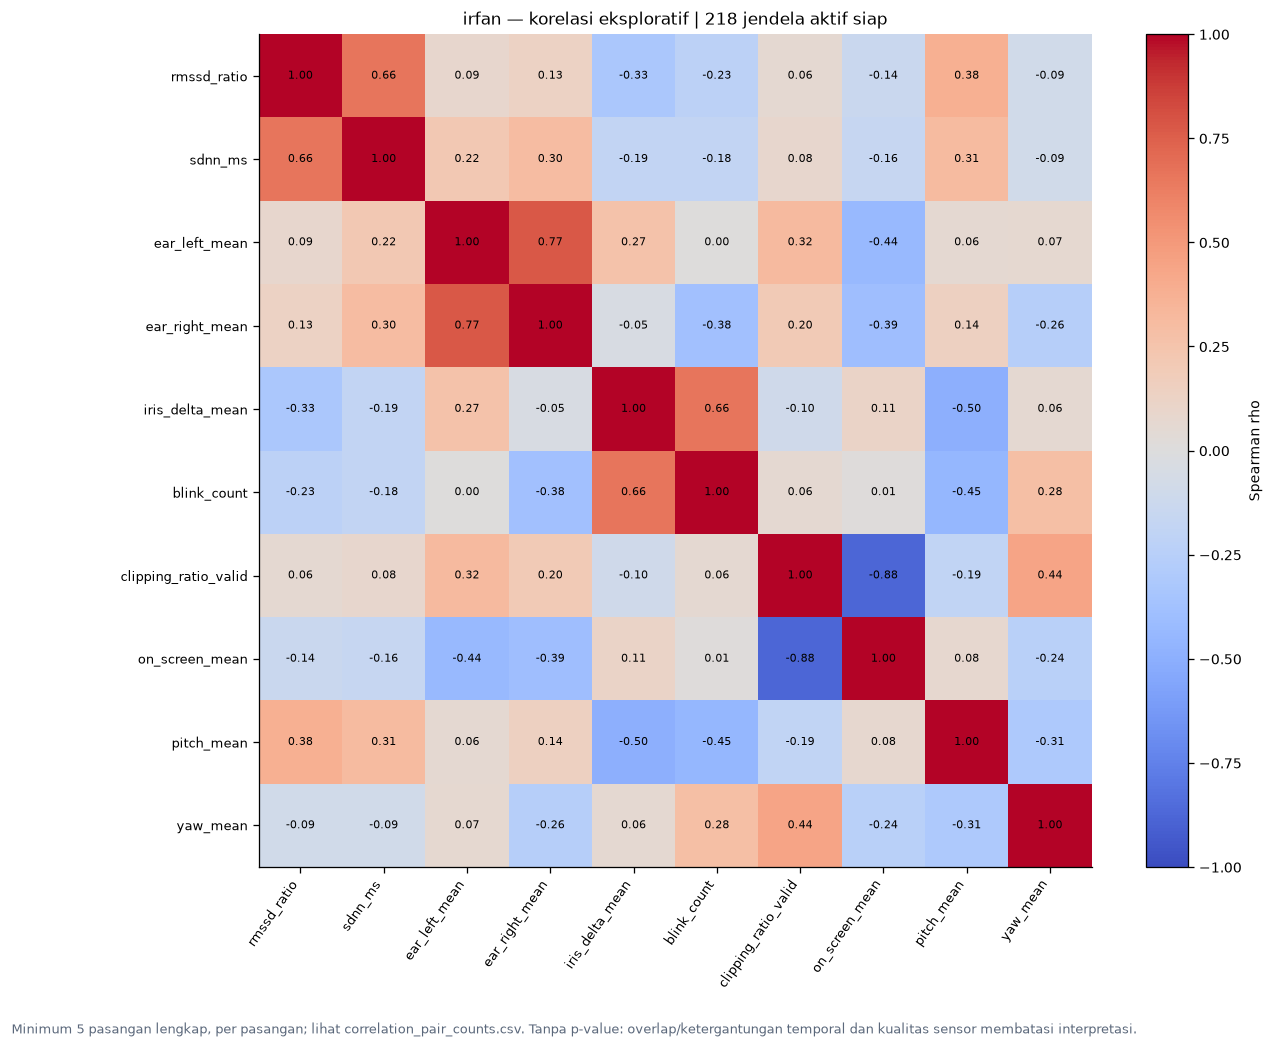 irfan — korelasi eksploratif | 218 jendela aktif siap
rmssd_ratio 1.00 0.66 0.09 0.13 -0.33 -0.23 0.06 -0.14 0.38 -0.09
sdnn_ms 0.66 1.00 0.22 0.30 -0.19 -0.18 0.08 -0.16 0.31 -0.09
ear_left_mean 0.09 0.22 1.00 0.77 0.27 0.00 0.32 -0.44 0.06 0.07
ear_right_mean 0.13 0.30 0.77 1.00 -0.05 -0.38 0.20 -0.39 0.14 -0.26
iris_delta_mean -0.33 -0.19 0.27 -0.05 1.00 0.66 -0.10 0.11 -0.50 0.06
blink_count -0.23 -0.18 0.00 -0.38 0.66 1.00 0.06 0.01 -0.45 0.28
clipping_ratio_valid 0.06 0.08 0.32 0.20 -0.10 0.06 1.00 -0.88 -0.19 0.44
on_screen_mean -0.14 -0.16 -0.44 -0.39 0.11 0.01 -0.88 1.00 0.08 -0.24
pitch_mean 0.38 0.31 0.06 0.14 -0.50 -0.45 -0.19 0.08 1.00 -0.31
yaw_mean -0.09 -0.09 0.07 -0.26 0.06 0.28 0.44 -0.24 -0.31 1.00
rmssd_ratio
sdnn_ms
ear_left_mean
ear_right_mean
iris_delta_mean
blink_count
clipping_ratio_valid
on_screen_mean
pitch_mean
yaw_mean
1.00
0.75
0.50
0.25
0.00
−0.25
−0.50
−0.75
−1.00
Spearman rho
Minimum 5 pasangan lengkap, per pasangan; lihat correlation_pair_counts.csv. Tanpa p-value: overlap/ketergantungan temporal dan kualitas sensor membatasi interpretasi.